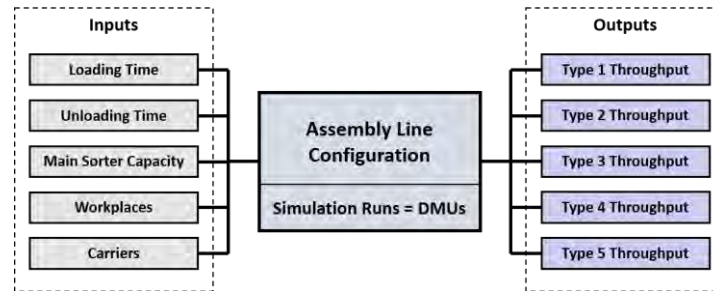 Inputs
Loading Time
Unloading Time
Main Sorter Capacity
Workplaces
Carriers
Assembly Line
Configuration
Simulation Runs = DMUs
Outputs
Type 1 Throughput
Type 2 Throughput
Type 3 Throughput
Type 4 Throughput
Type 5 Throughput